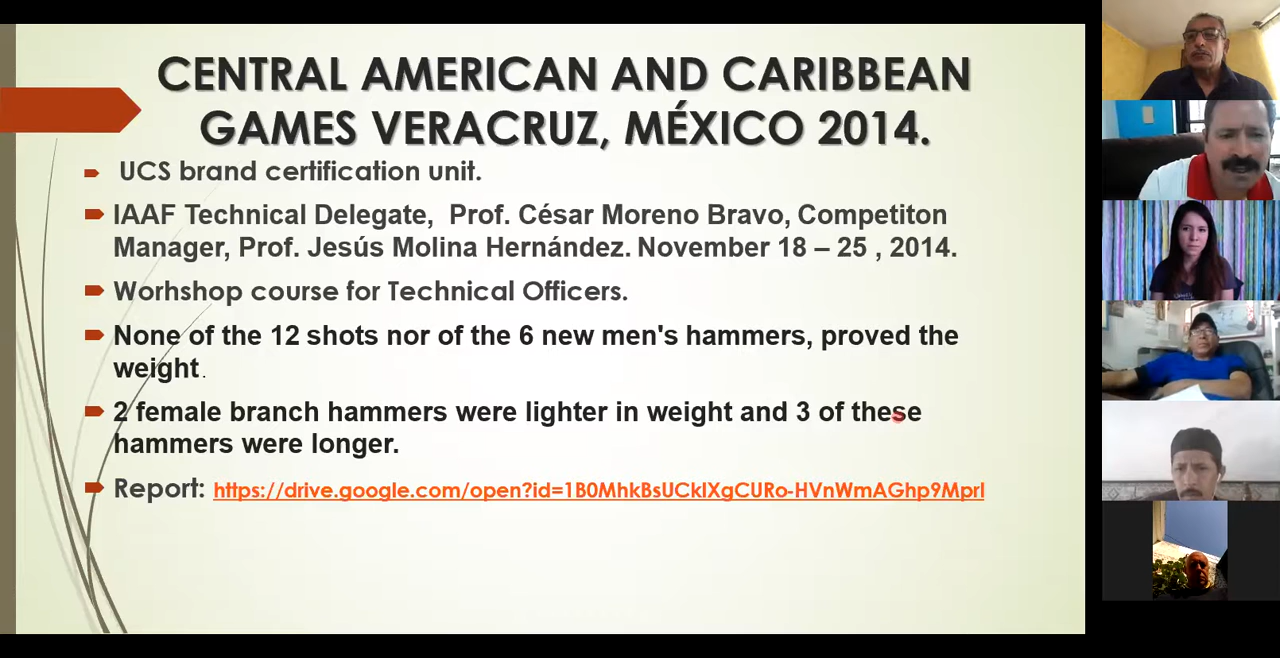 CENTRAL AMERICAN AND CARIBBEAN
GAMES VERACRUZ, MÉXICO 2014.
UCS brand certification unit.
IAAF Technical Delegate, Prof. César Moreno Bravo, Competiton
Manager, Prof. Jesús Molina Hernández. November 18 – 25 , 2014.
Worhshop course for Technical Officers.
None of the 12 shots nor of the 6 new men's hammers, proved the
weight.
2 female branch hammers were lighter in weight and 3 of these
hammers were longer.
Report: https://drive.google.com/open?id=1B0MhkBsUCklXgCURo-HVnWmAGhp9Mprl